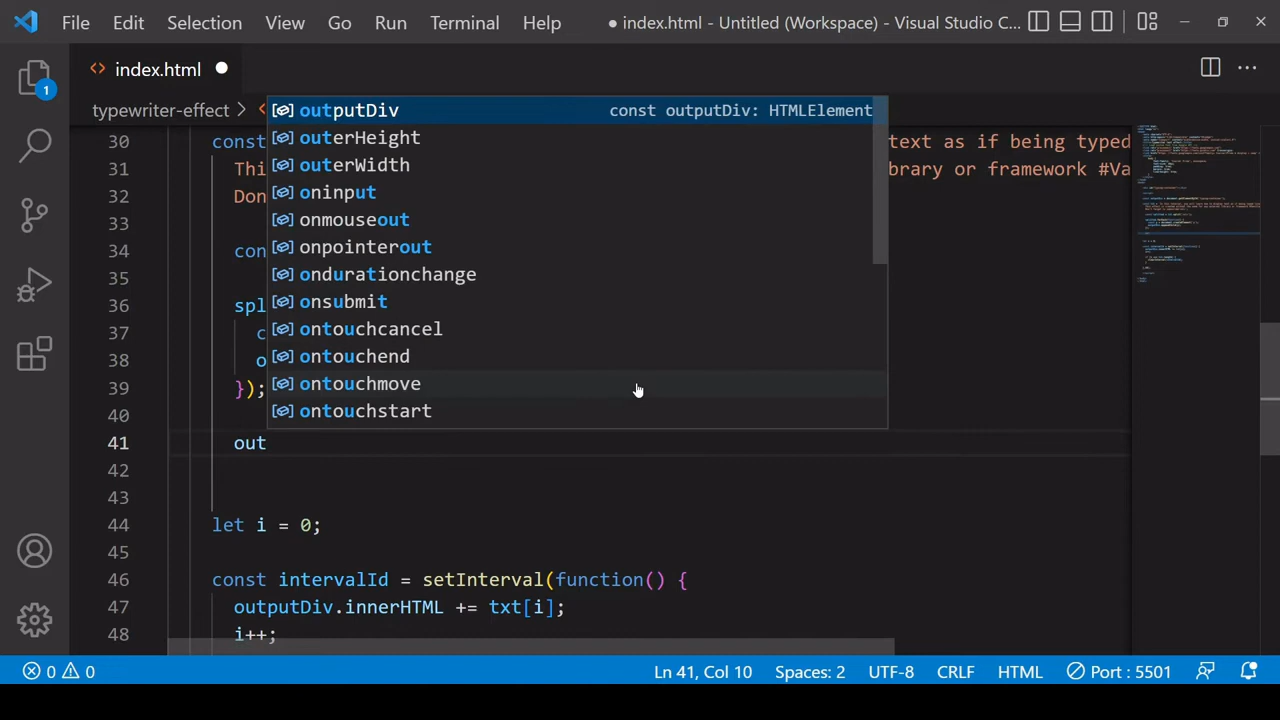 File Edit Selection View Go Run Terminal Help ● index.html - Untitled (Workspace) - Visual Studio C...
1
<> index.html
typewriter-effect >
outputDiv const outputDiv: HTMLElement
outerHeight
outerWidth
oninput
onmouseout
onpointerout
ondurationchange
onsubmit
ontouchcancel
ontouchend
ontouchmove
ontouchstart
30 const text as if being typed
31 Thi brary or framework #Va
32 Don
33
34 con
35
36 spl
37 c
38 o
39 });
40
41 out
42
43
44 let i = 0;
45
46 const intervalId = setInterval(function() {
47 outputDiv.innerHTML += txt[i];
48 i++;
0 0 Ln 41, Col 10 Spaces: 2 UTF-8 CRLF HTML Port : 5501